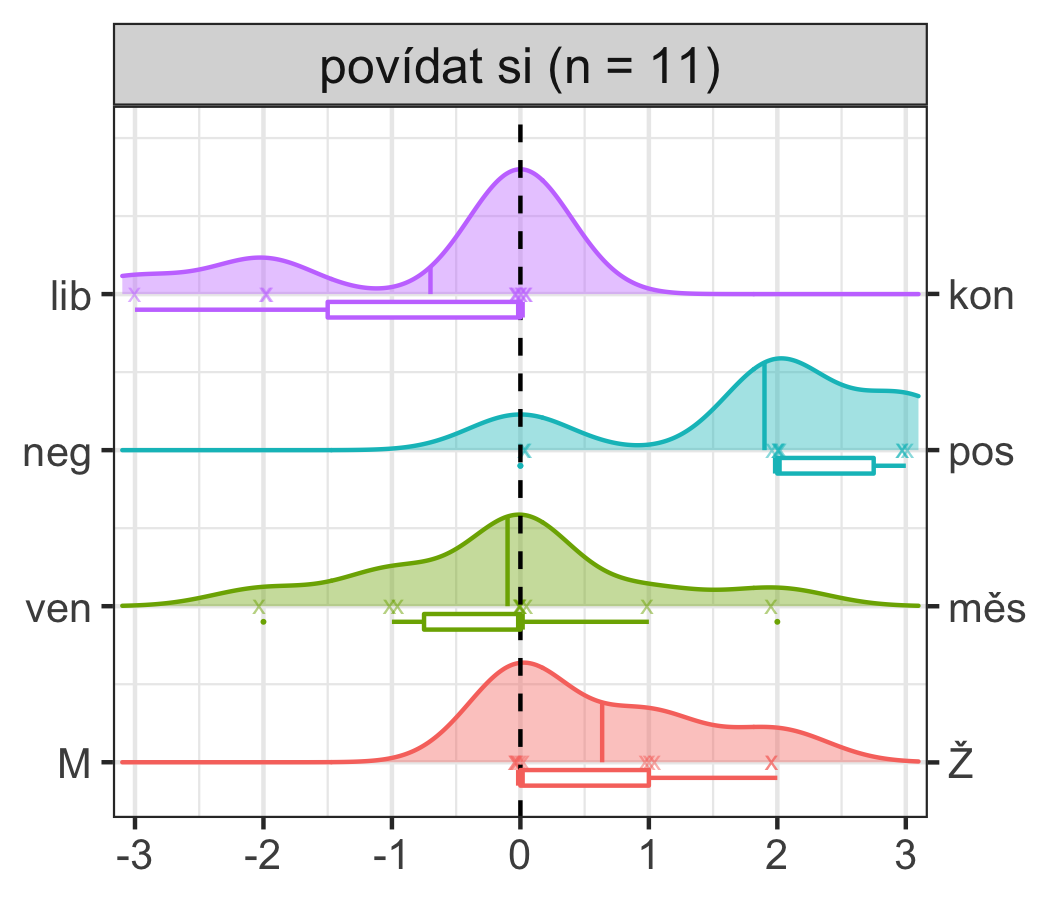 povídat si (n = 11)
lib kon
neg pos
ven měs
M Ž
-3 -2 -1 0 1 2 3